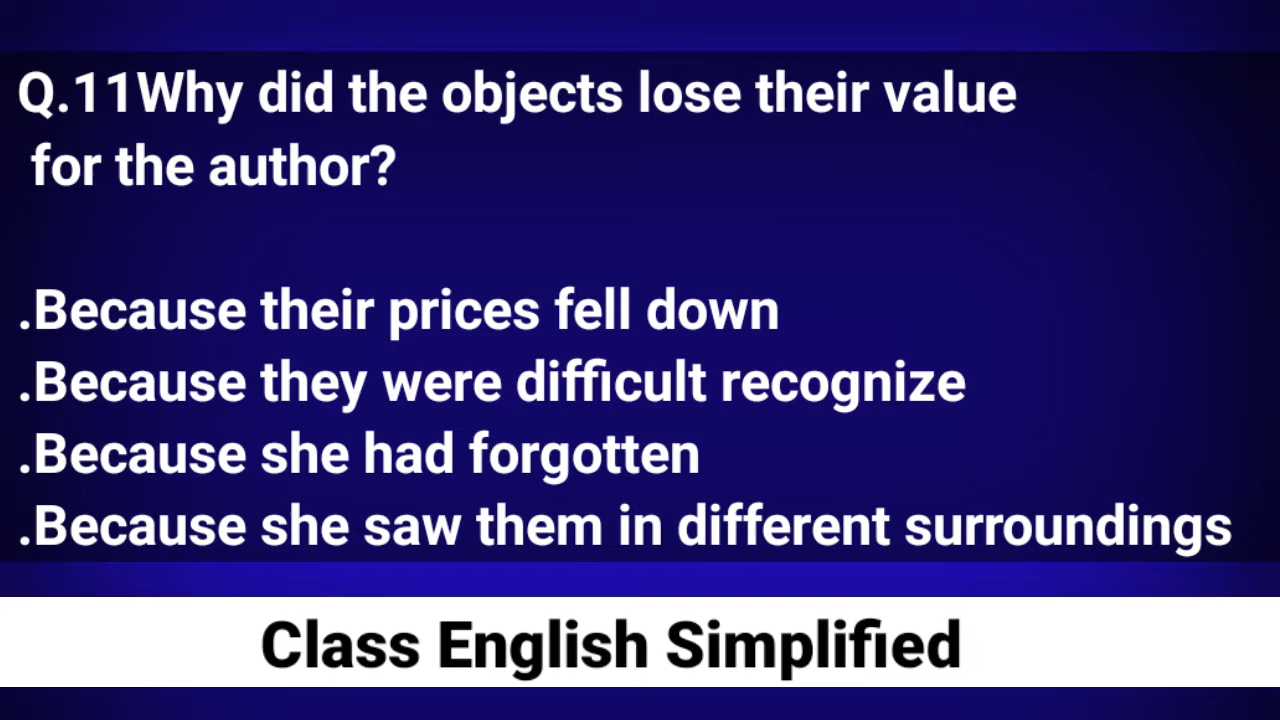 Q.11Why did the objects lose their value
for the author?
.Because their prices fell down
.Because they were difficult recognize
.Because she had forgotten
.Because she saw them in different surroundings
Class English Simplified